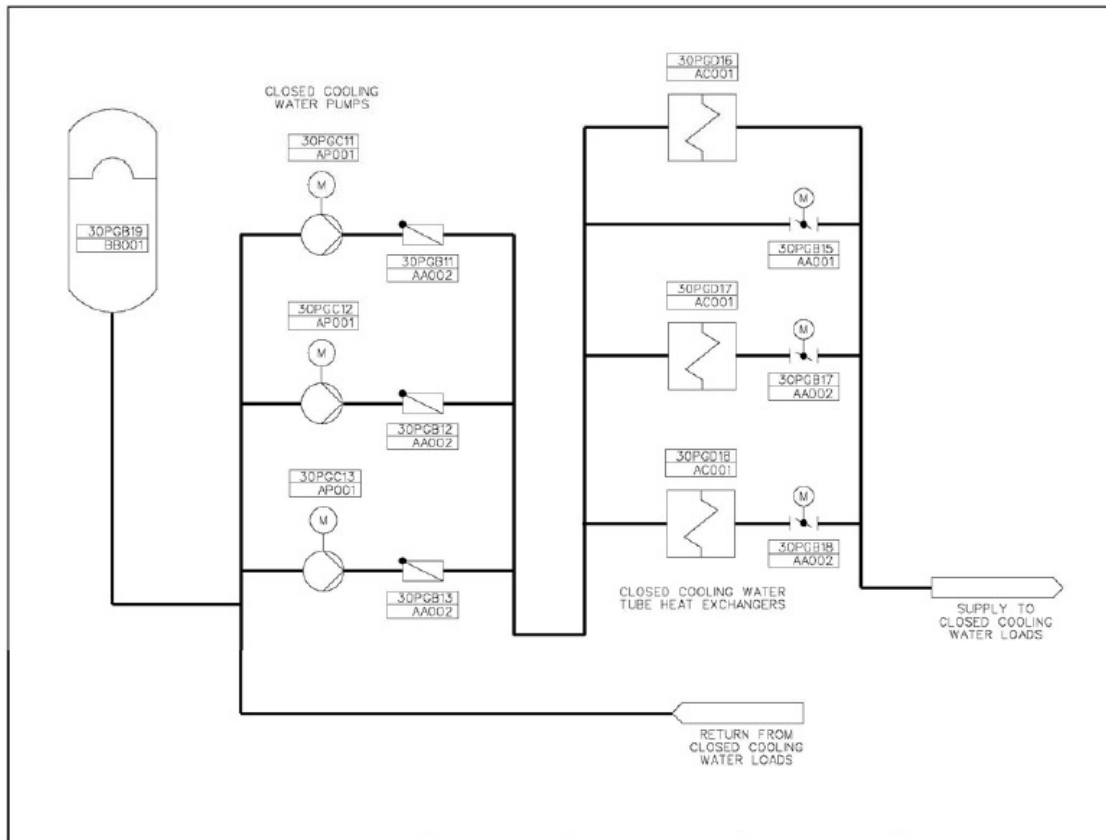 30PGD16
AC001
CLOSED COOLING
WATER PUMPS
30PGC11
AP001
M
30PGB19
BB001
30PGB11
AA002
M
30PGB15
AA001
30PGD17
AC001
30PGC12
AP001
M
M
30PGB17
AA002
30PGB12
AA002
30PGD18
AC001
30PGC13
AP001
M
M
30PGB18
AA002
30PGB13
AA002
CLOSED COOLING WATER
TUBE HEAT EXCHANGERS
SUPPLY TO
CLOSED COOLING
WATER LOADS
RETURN FROM
CLOSED COOLING
WATER LOADS